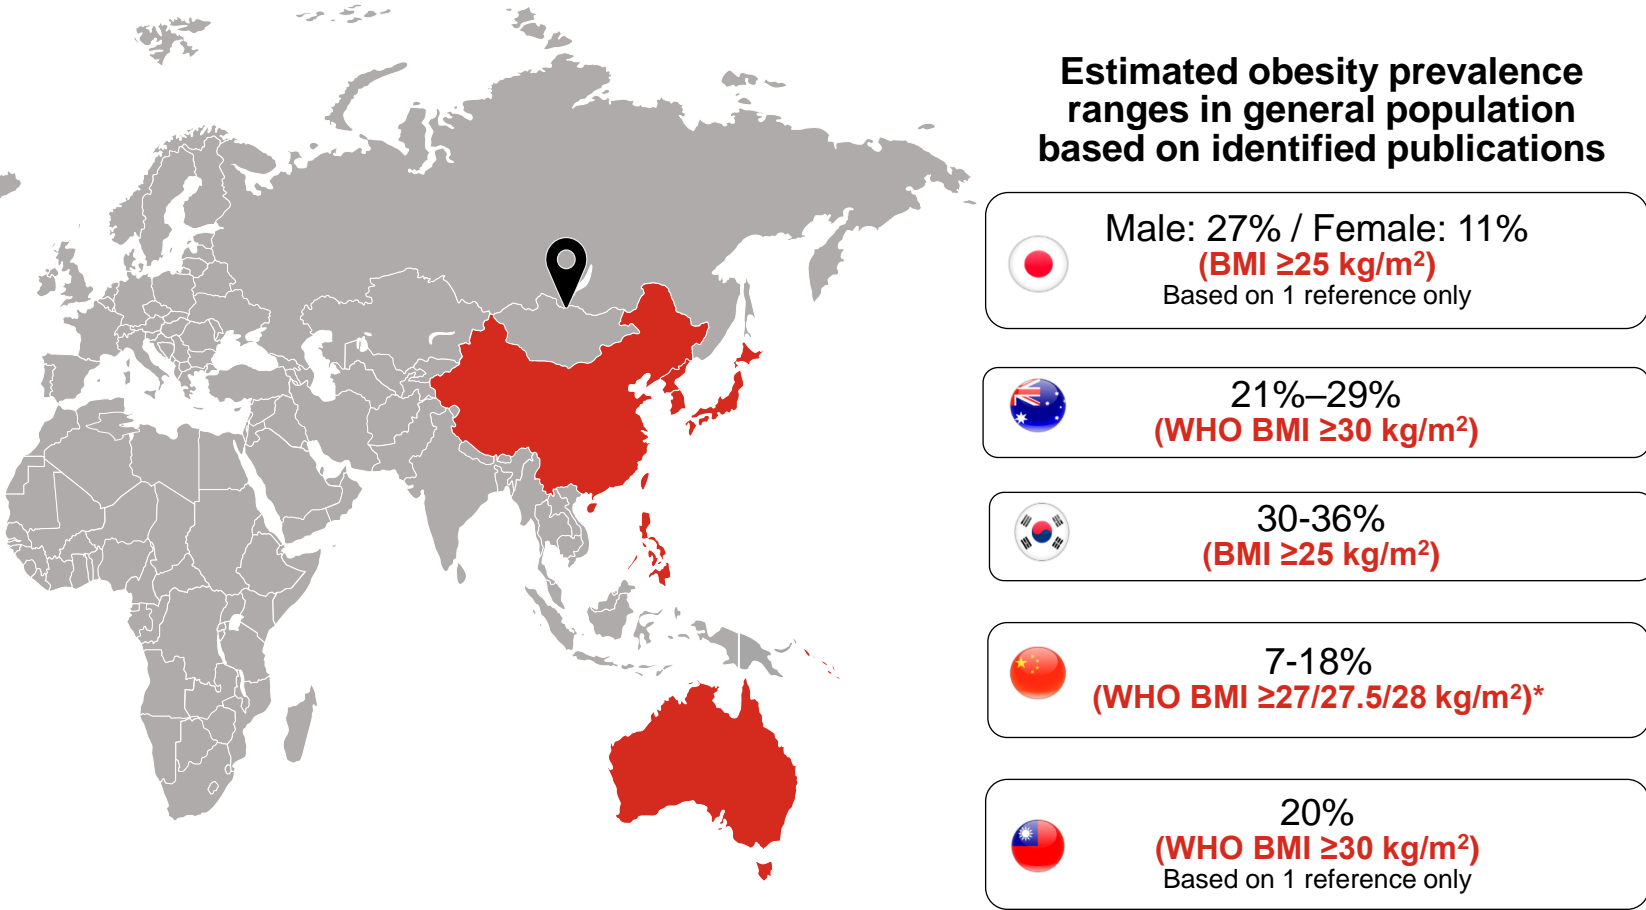 Estimated obesity prevalence
ranges in general population
based on identified publications
Male: 27% / Female: 11%
(BMI ≥25 kg/m²)
Based on 1 reference only
21%–29%
(WHO BMI ≥30 kg/m²)
30-36%
(BMI ≥25 kg/m²)
7-18%
(WHO BMI ≥27/27.5/28 kg/m²)*
20%
(WHO BMI ≥30 kg/m²)
Based on 1 reference only